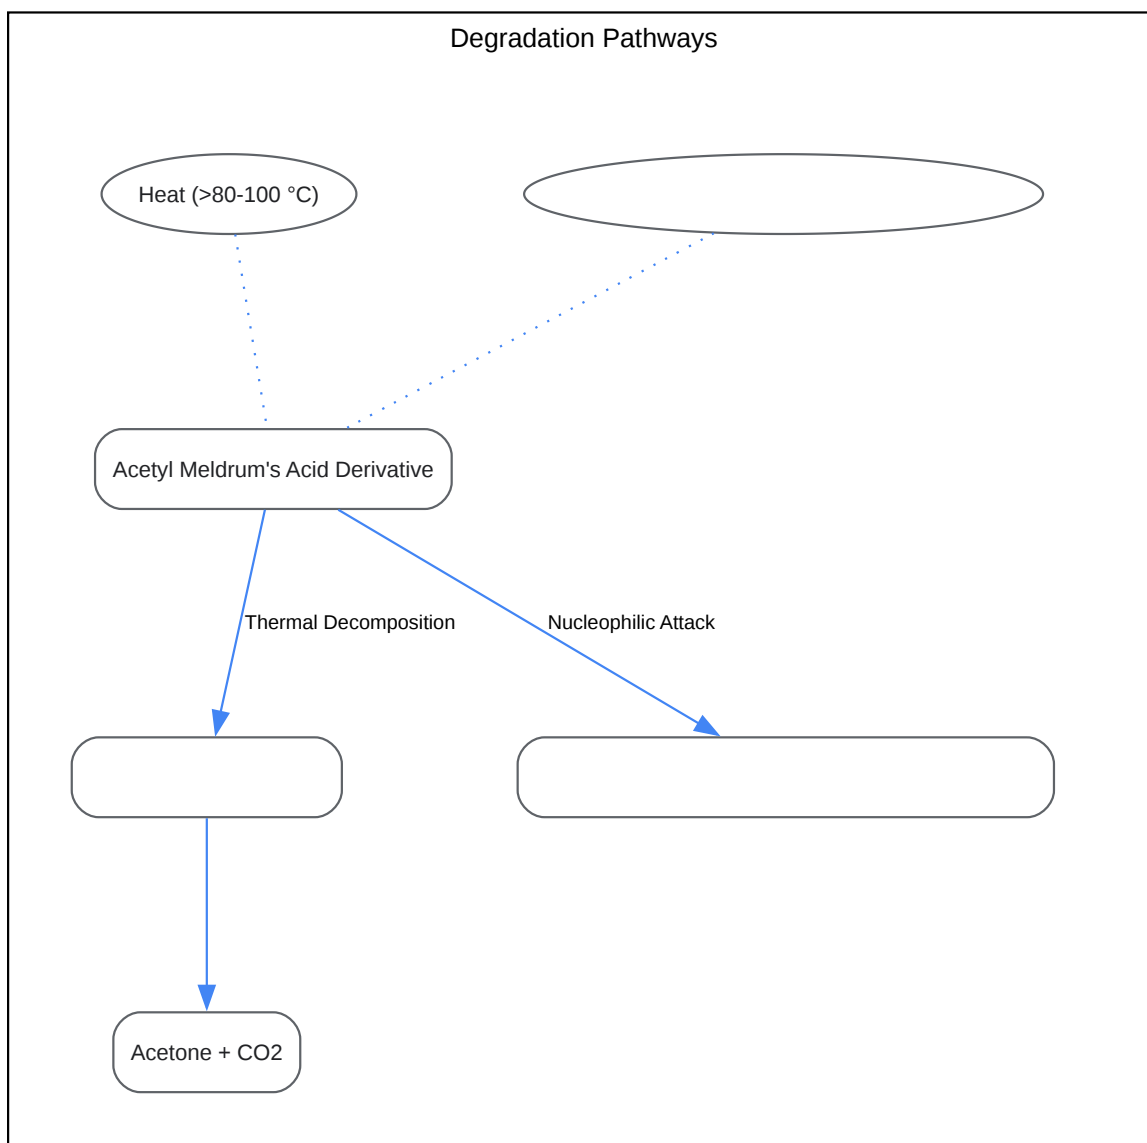 Degradation Pathways
Heat (>80-100 °C)
Acetyl Meldrum's Acid Derivative
Thermal Decomposition
Nucleophilic Attack
Acetone + CO2